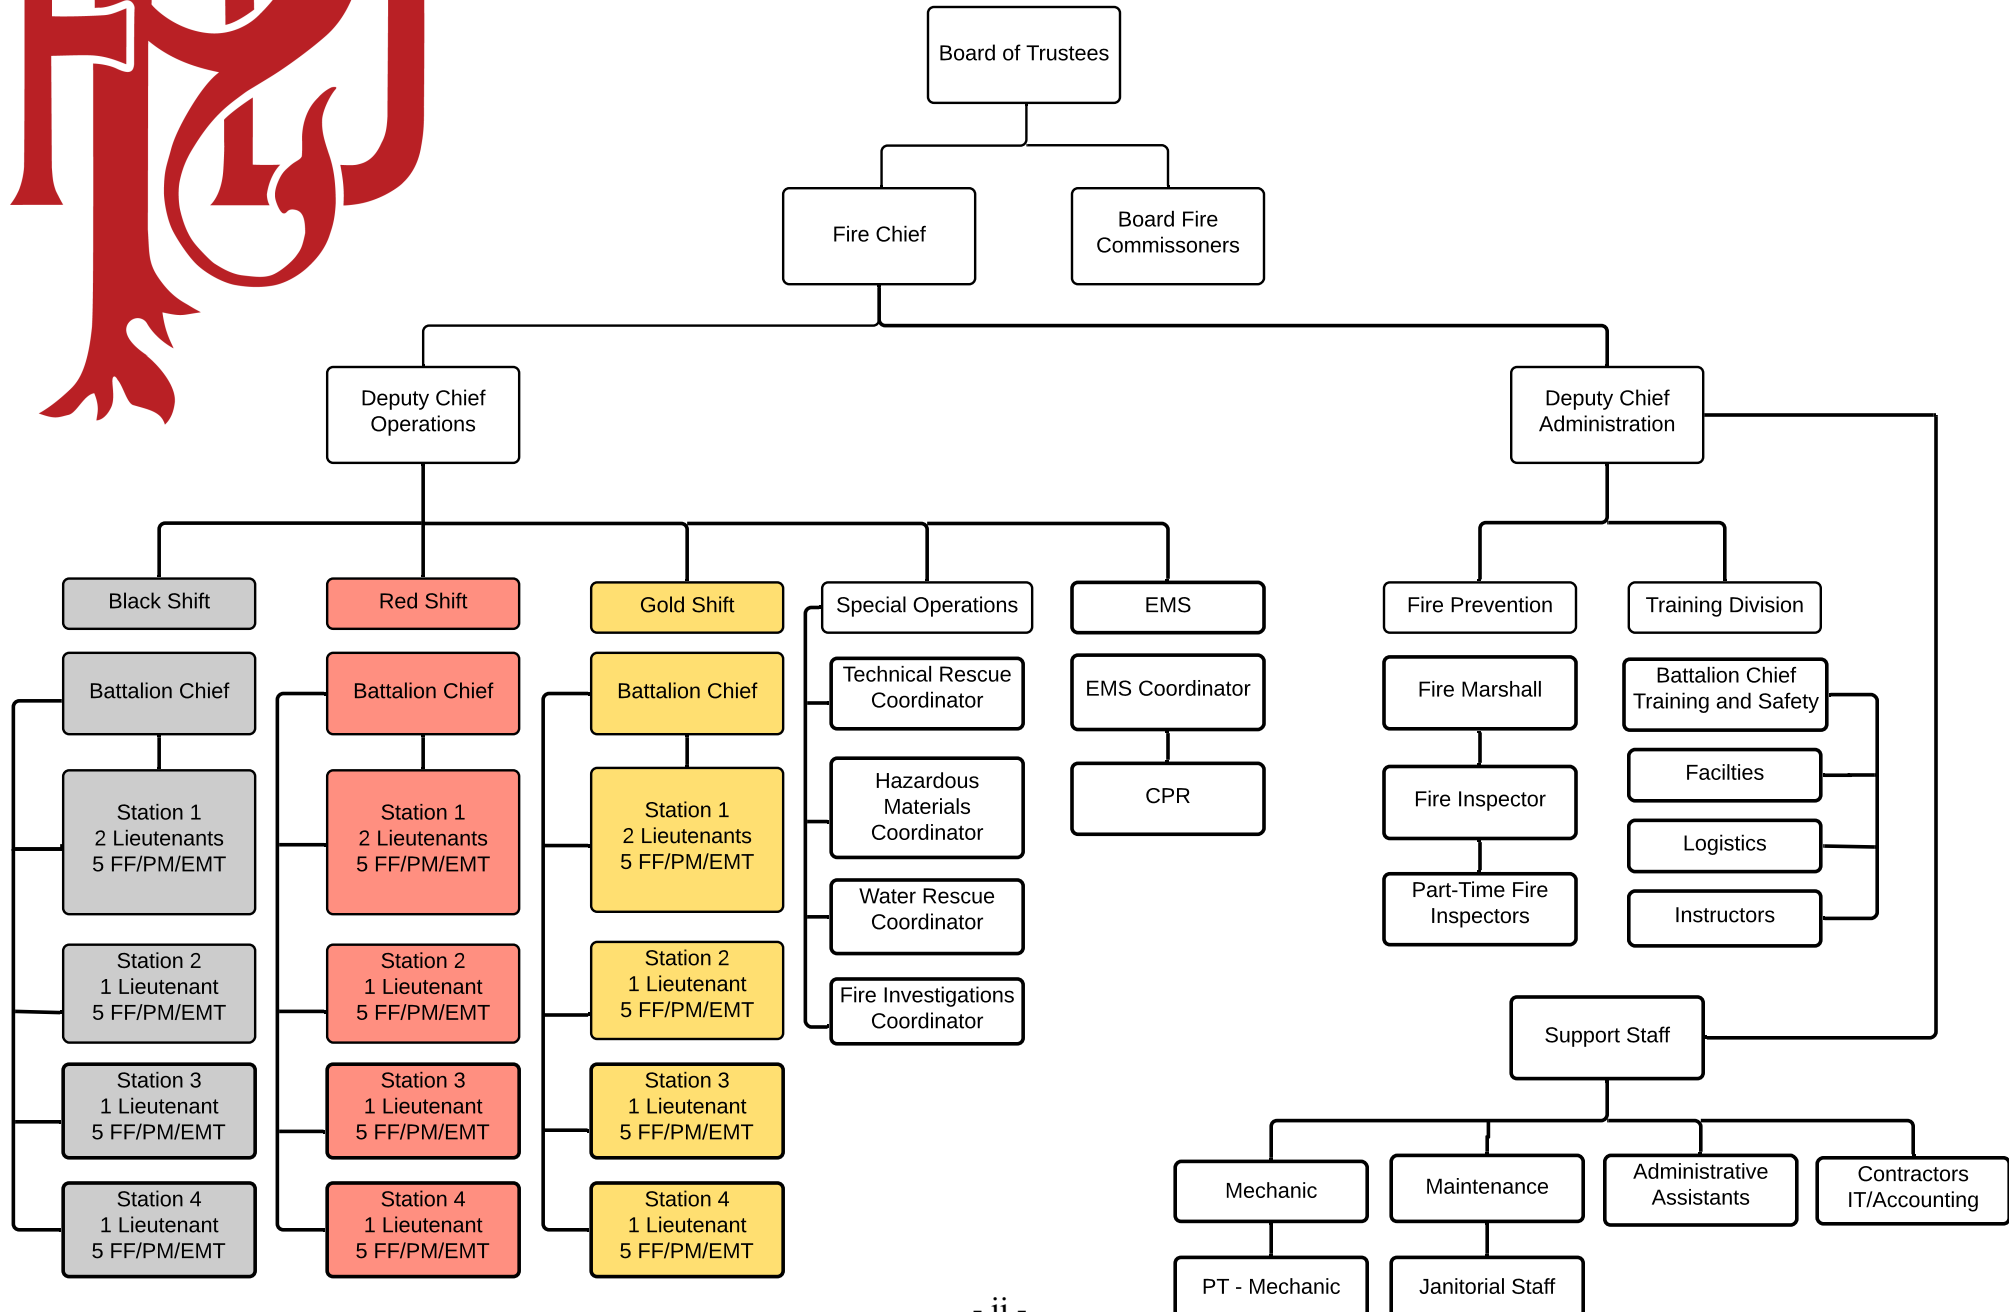 Board of Trustees
Fire Chief
Board Fire
Commissoners
Deputy Chief
Operations
Deputy Chief
Administration
Black Shift
Battalion Chief
Station 1
2 Lieutenants
5 FF/PM/EMT
Station 2
1 Lieutenant
5 FF/PM/EMT
Station 3
1 Lieutenant
5 FF/PM/EMT
Station 4
1 Lieutenant
5 FF/PM/EMT
Red Shift
Battalion Chief
Station 1
2 Lieutenants
5 FF/PM/EMT
Station 2
1 Lieutenant
5 FF/PM/EMT
Station 3
1 Lieutenant
5 FF/PM/EMT
Station 4
1 Lieutenant
5 FF/PM/EMT
Gold Shift
Battalion Chief
Station 1
2 Lieutenants
5 FF/PM/EMT
Station 2
1 Lieutenant
5 FF/PM/EMT
Station 3
1 Lieutenant
5 FF/PM/EMT
Station 4
1 Lieutenant
5 FF/PM/EMT
Special Operations
Technical Rescue
Coordinator
Hazardous
Materials
Coordinator
Water Rescue
Coordinator
Fire Investigations
Coordinator
EMS
EMS Coordinator
CPR
Fire Prevention
Fire Marshall
Fire Inspector
Part-Time Fire
Inspectors
Training Division
Battalion Chief
Training and Safety
Facilties
Logistics
Instructors
Support Staff
Mechanic
PT - Mechanic
Maintenance
Janitorial Staff
Administrative
Assistants
Contractors
IT/Accounting
- ii -